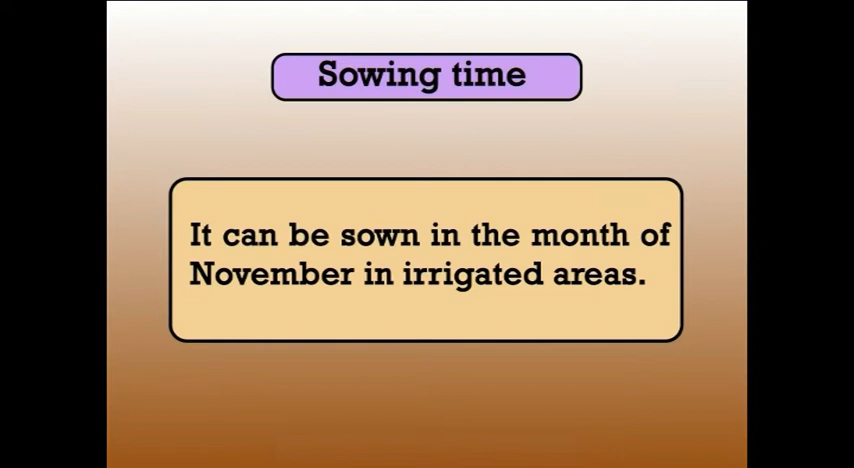 Sowing time
It can be sown in the month of
November in irrigated areas.